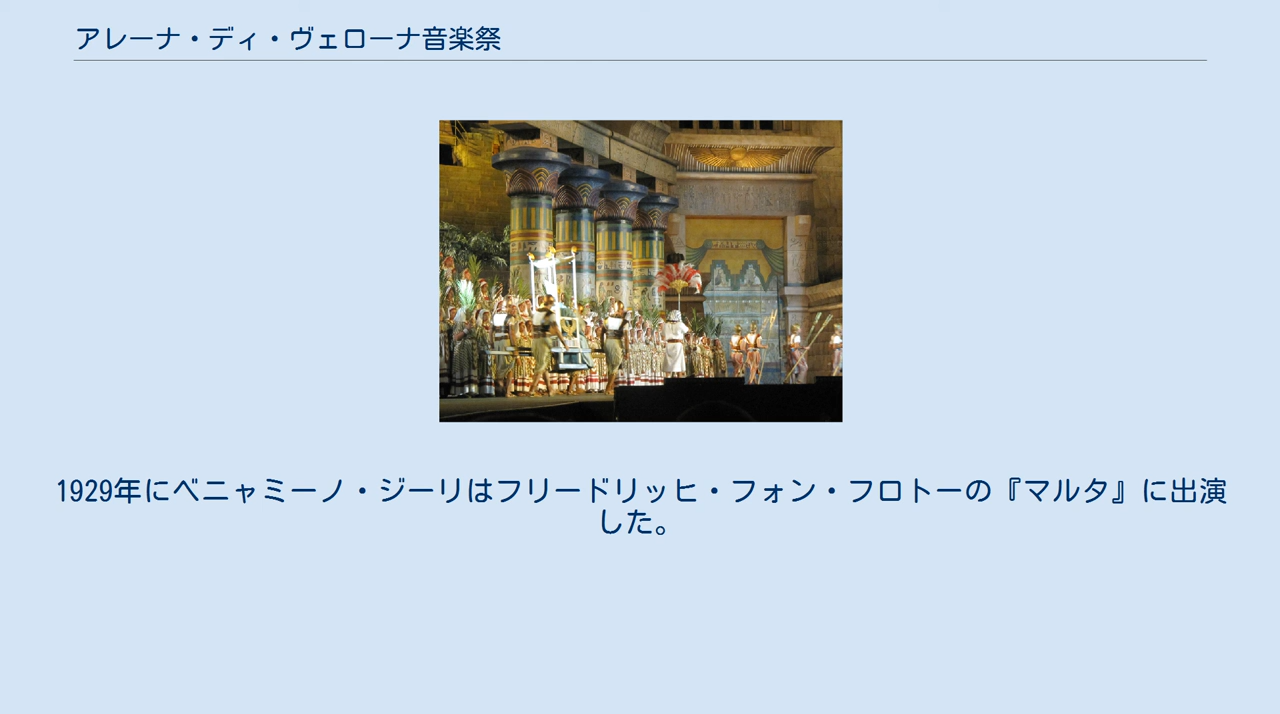 アレーナ・ディ・ヴェローナ音楽祭
1929年にベニャミーノ・ジーリはフリードリッヒ・フォン・フロトーの『マルタ』に出演
した。